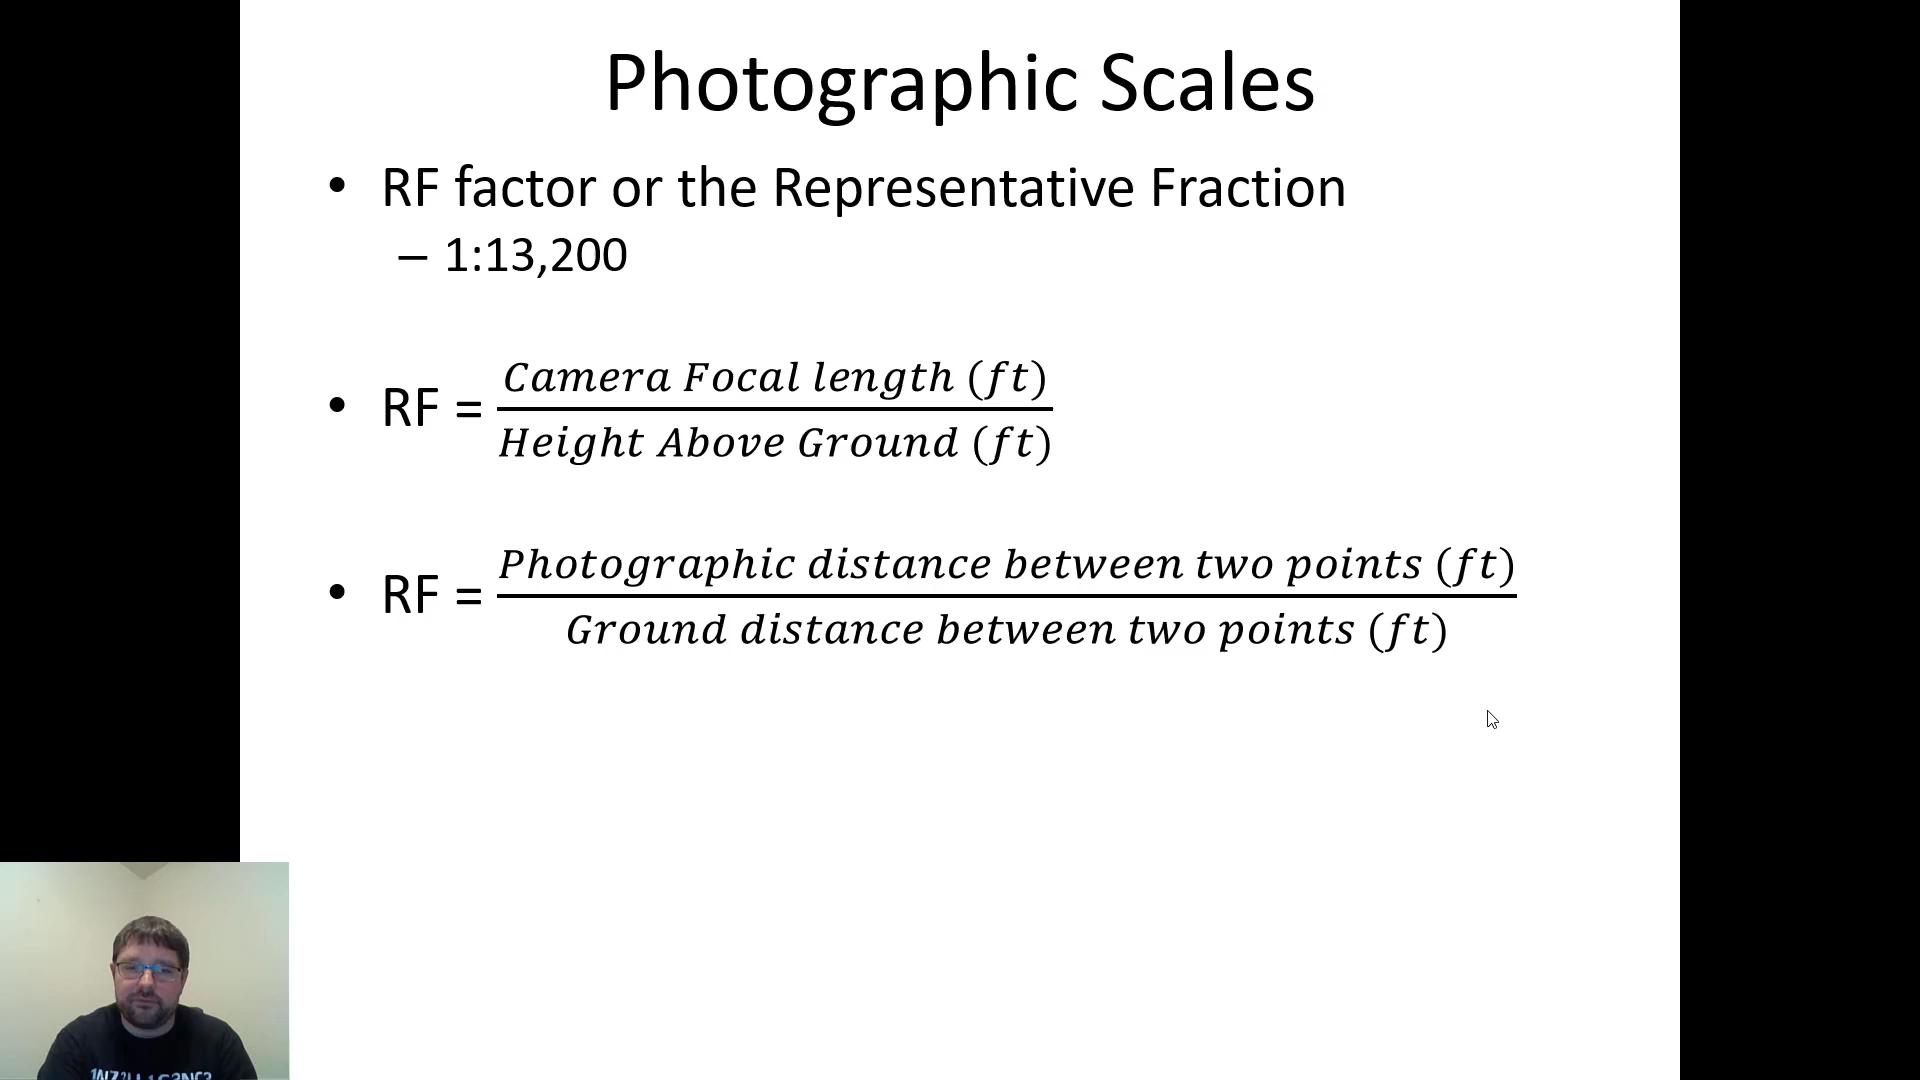 Photographic Scales
• RF factor or the Representative Fraction
– 1:13,200
• RF = Camera Focal length (ft)
Height Above Ground (ft)
• RF = Photographic distance between two points (ft)
Ground distance between two points (ft)